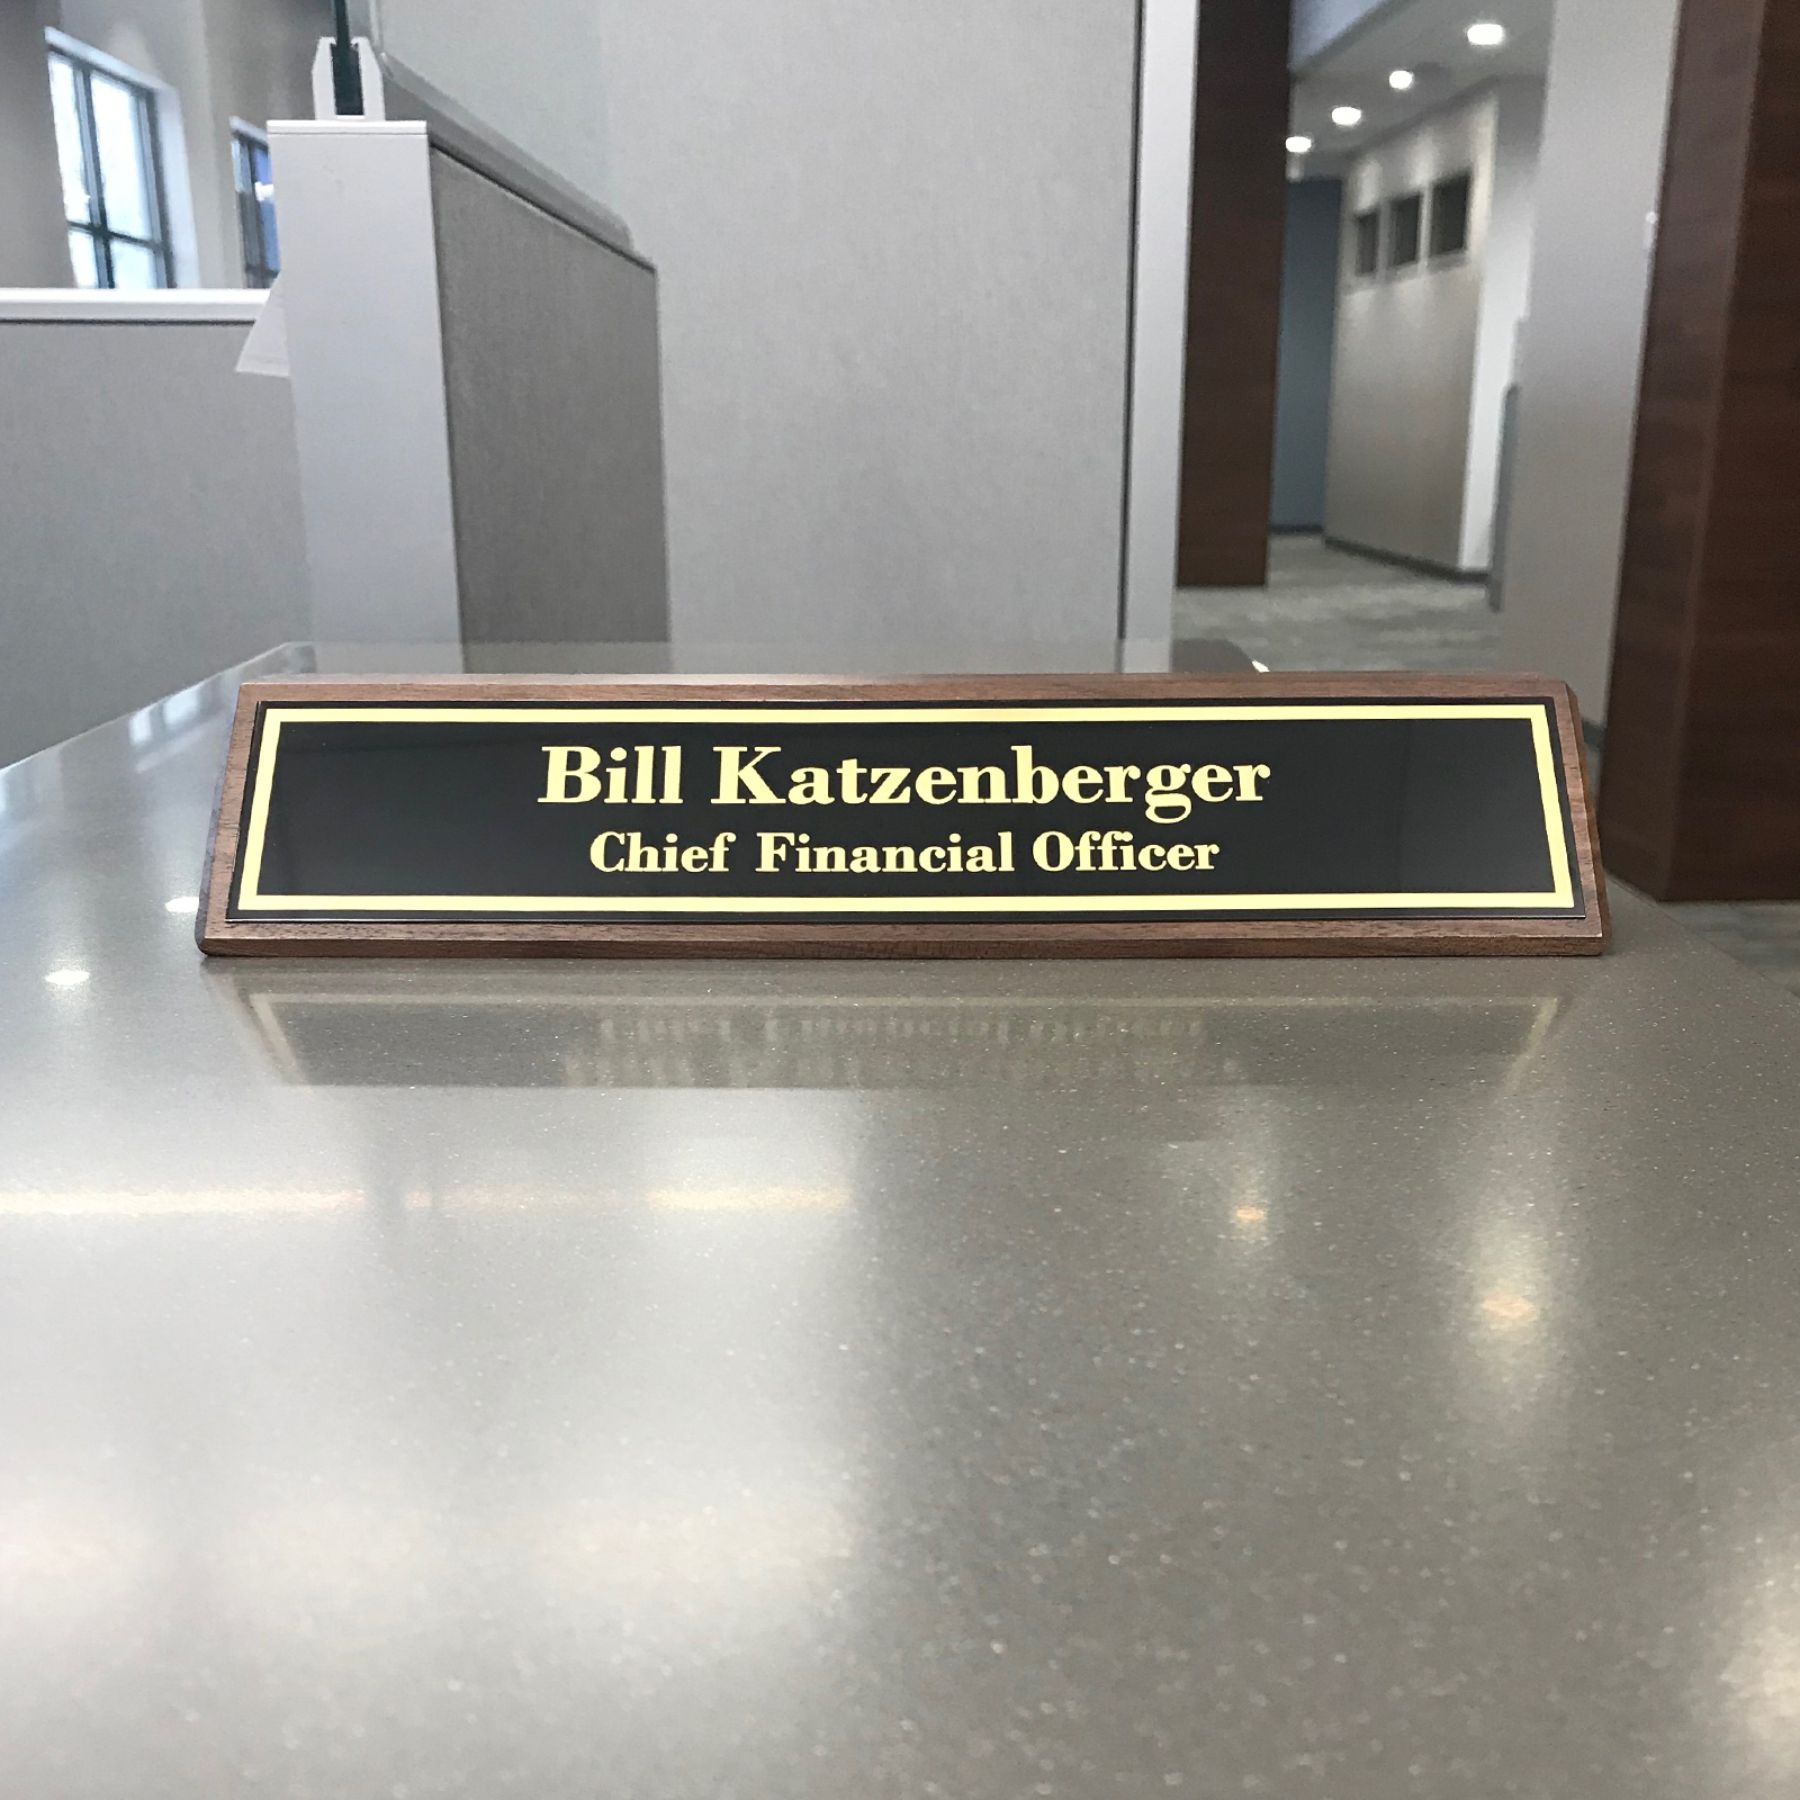 Bill Katzenberger
Chief Financial Officer